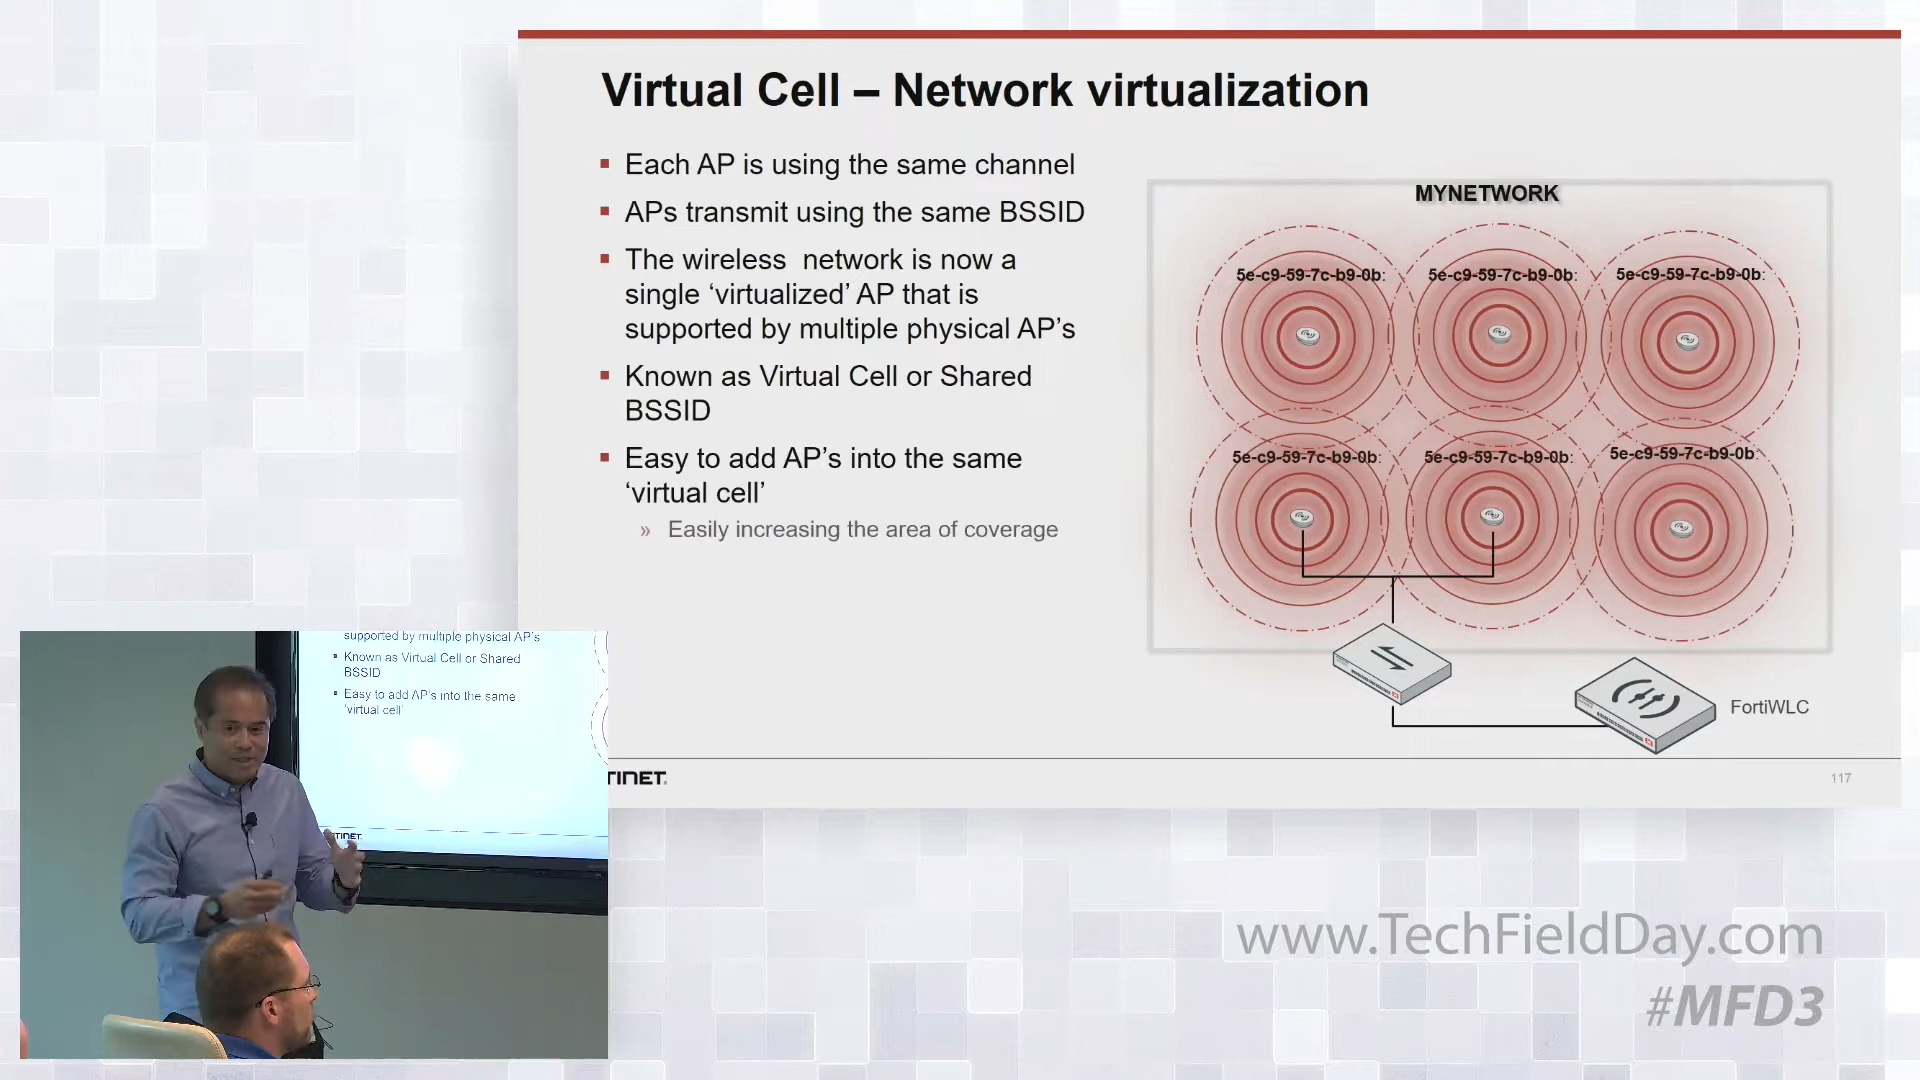 Virtual Cell – Network virtualization
Each AP is using the same channel
APs transmit using the same BSSID
The wireless network is now a
single ‘virtualized’ AP that is
supported by multiple physical AP’s
Known as Virtual Cell or Shared
BSSID
Easy to add AP’s into the same
‘virtual cell’
» Easily increasing the area of coverage
MYNETWORK
5e-c9-59-7c-b9-0b:
5e-c9-59-7c-b9-0b:
5e-c9-59-7c-b9-0b:
5e-c9-59-7c-b9-0b:
5e-c9-59-7c-b9-0b:
5e-c9-59-7c-b9-0b:
FortiWLC
TINET
117
supported by multiple physical AP's
Known as Virtual Cell or Shared
BSSID
Easy to add AP's into the same
'virtual cell'
TINET
www.TechFieldDay.com
#MFD3